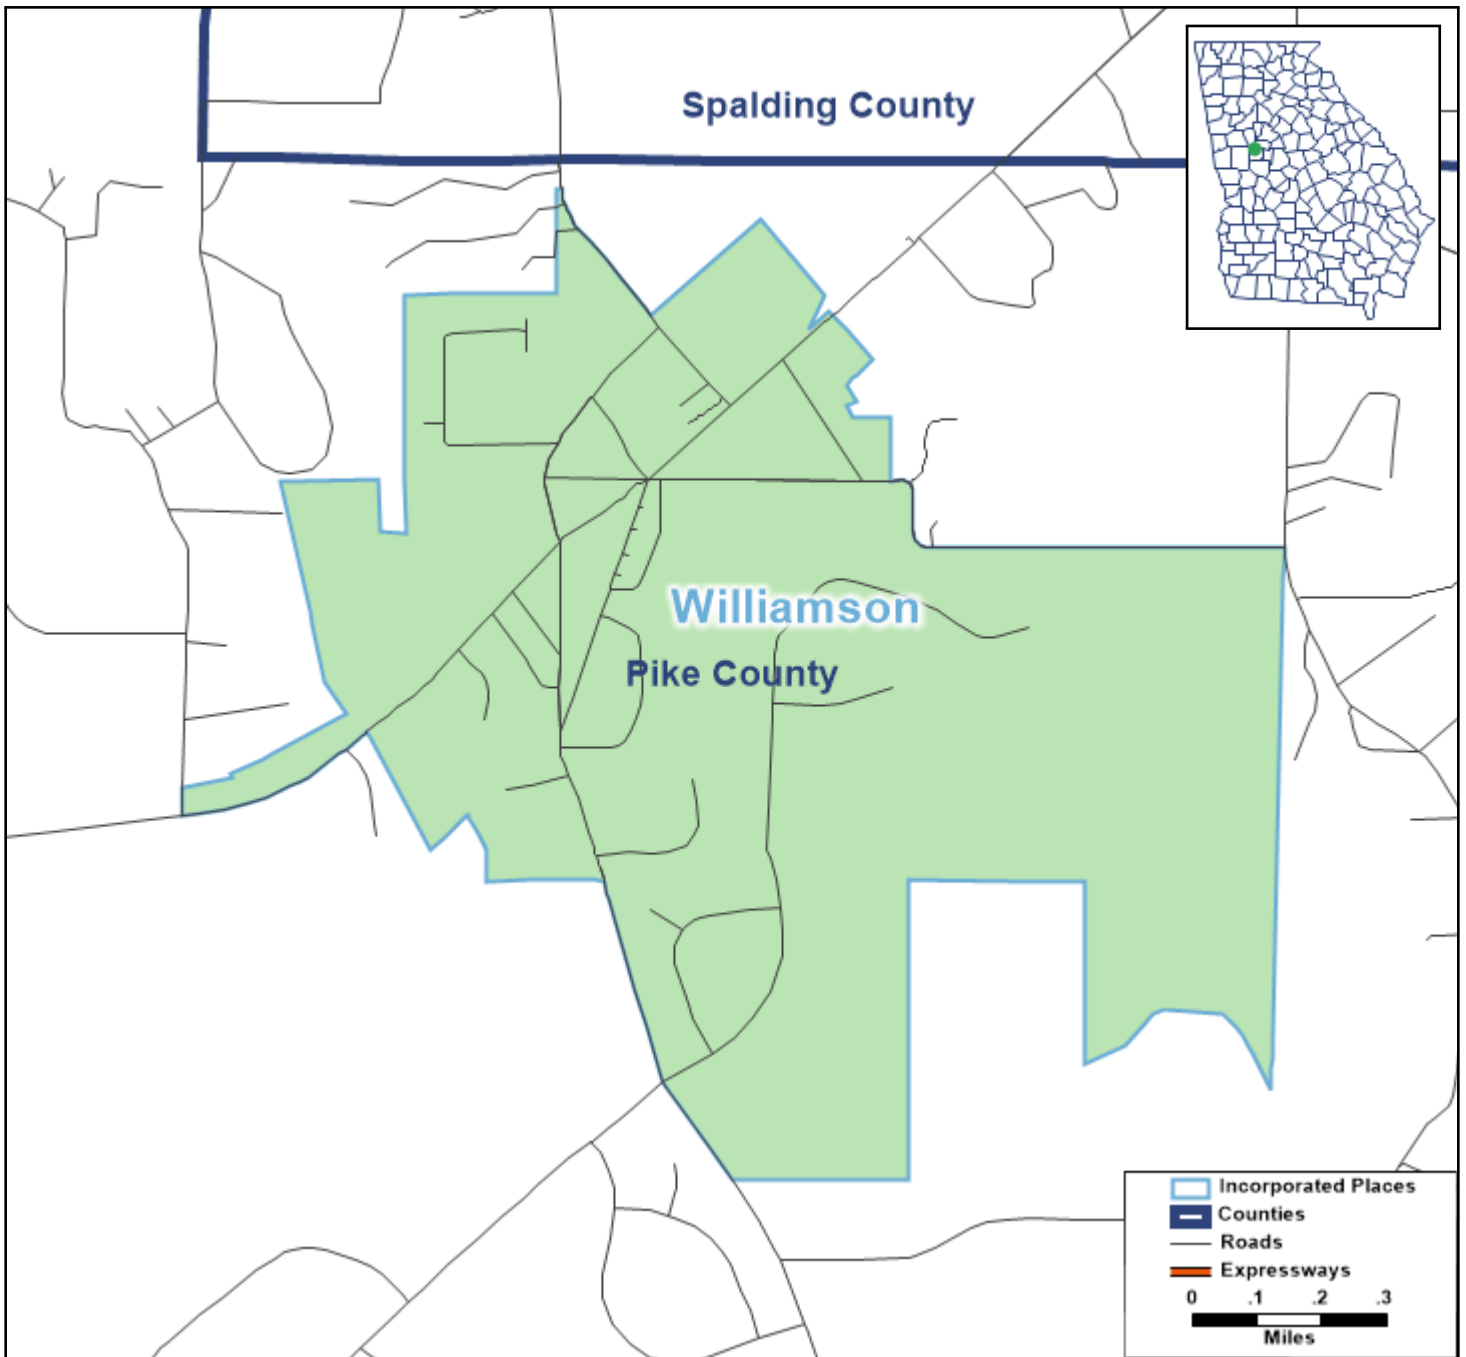 Spalding County
Williamson
Pike County
Incorporated Places
Counties
Roads
Expressways
0 .1 .2 .3
Miles